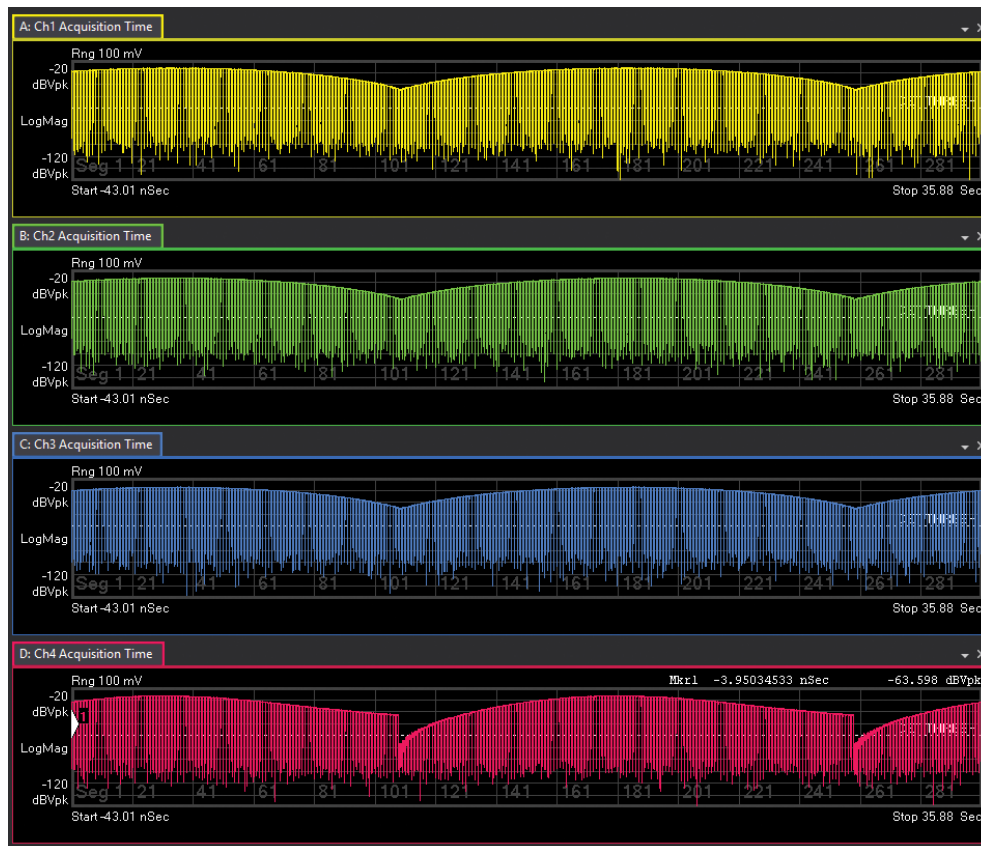 A: Ch1 Acquisition Time
Rng 100 mV
-20
dBVpk
LogMag
-120
dBVpk
Seg 1 21 41 61 81 101 121 141 161 181 201 221 241 261 281
Start -43.01 nSec Stop 35.88 Sec
B: Ch2 Acquisition Time
Rng 100 mV
-20
dBVpk
LogMag
-120
dBVpk
Seg 1 21 41 61 81 101 121 141 161 181 201 221 241 261 281
Start -43.01 nSec Stop 35.88 Sec
C: Ch3 Acquisition Time
Rng 100 mV
-20
dBVpk
LogMag
-120
dBVpk
Seg 1 21 41 61 81 101 121 141 161 181 201 221 241 261 281
Start -43.01 nSec Stop 35.88 Sec
D: Ch4 Acquisition Time
Rng 100 mV Mkr1 -3.95034533 nSec -63.598 dBVpk
-20
dBVpk
1
LogMag
-120
dBVpk
Seg 1 21 41 61 81 101 121 141 161 181 201 221 241 261 281
Start -43.01 nSec Stop 35.88 Sec